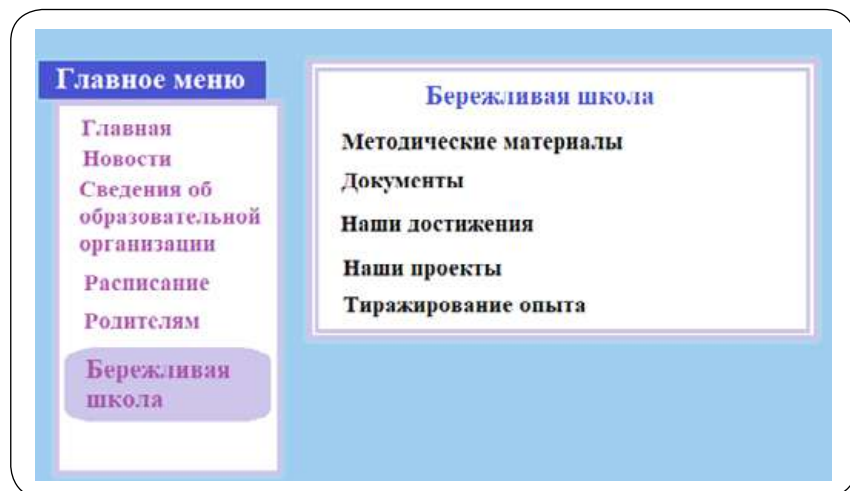 Главное меню
Главная
Новости
Сведения об
образовательной
организации
Расписание
Родителям
Бережливая
школа
Бережливая школа
Методические материалы
Документы
Наши достижения
Наши проекты
Тиражирование опыта